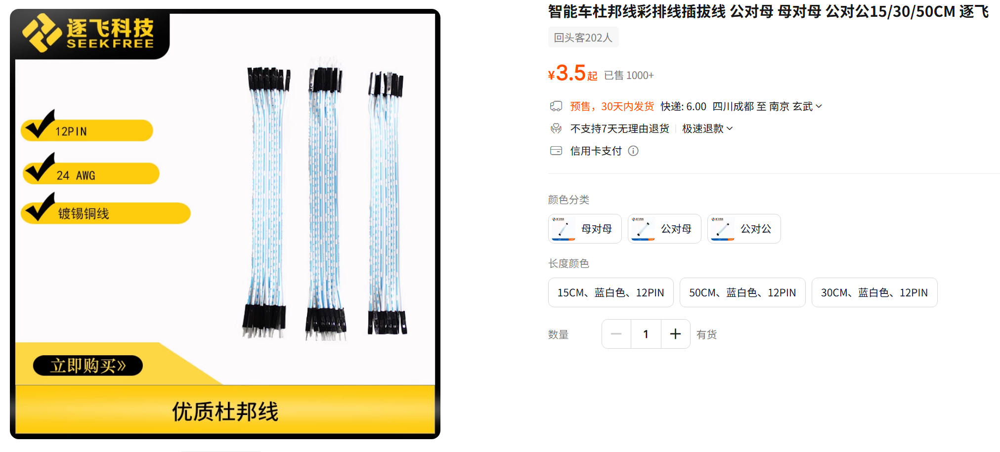 逐飞科技
SEEKFREE
12PIN
24 AWG
镀锡铜线
立即购买》
优质杜邦线
智能车杜邦线彩排线插拔线 公对母 母对母 公对公15/30/50CM 逐飞
回头客202人
¥3.5起 已售 1000+
预售，30天内发货 快递: 6.00 四川成都 至 南京 玄武
不支持7天无理由退货 极速退款
信用卡支付
颜色分类
母对母 公对母 公对公
长度颜色
15CM、蓝白色、12PIN 50CM、蓝白色、12PIN 30CM、蓝白色、12PIN
数量 1 有货